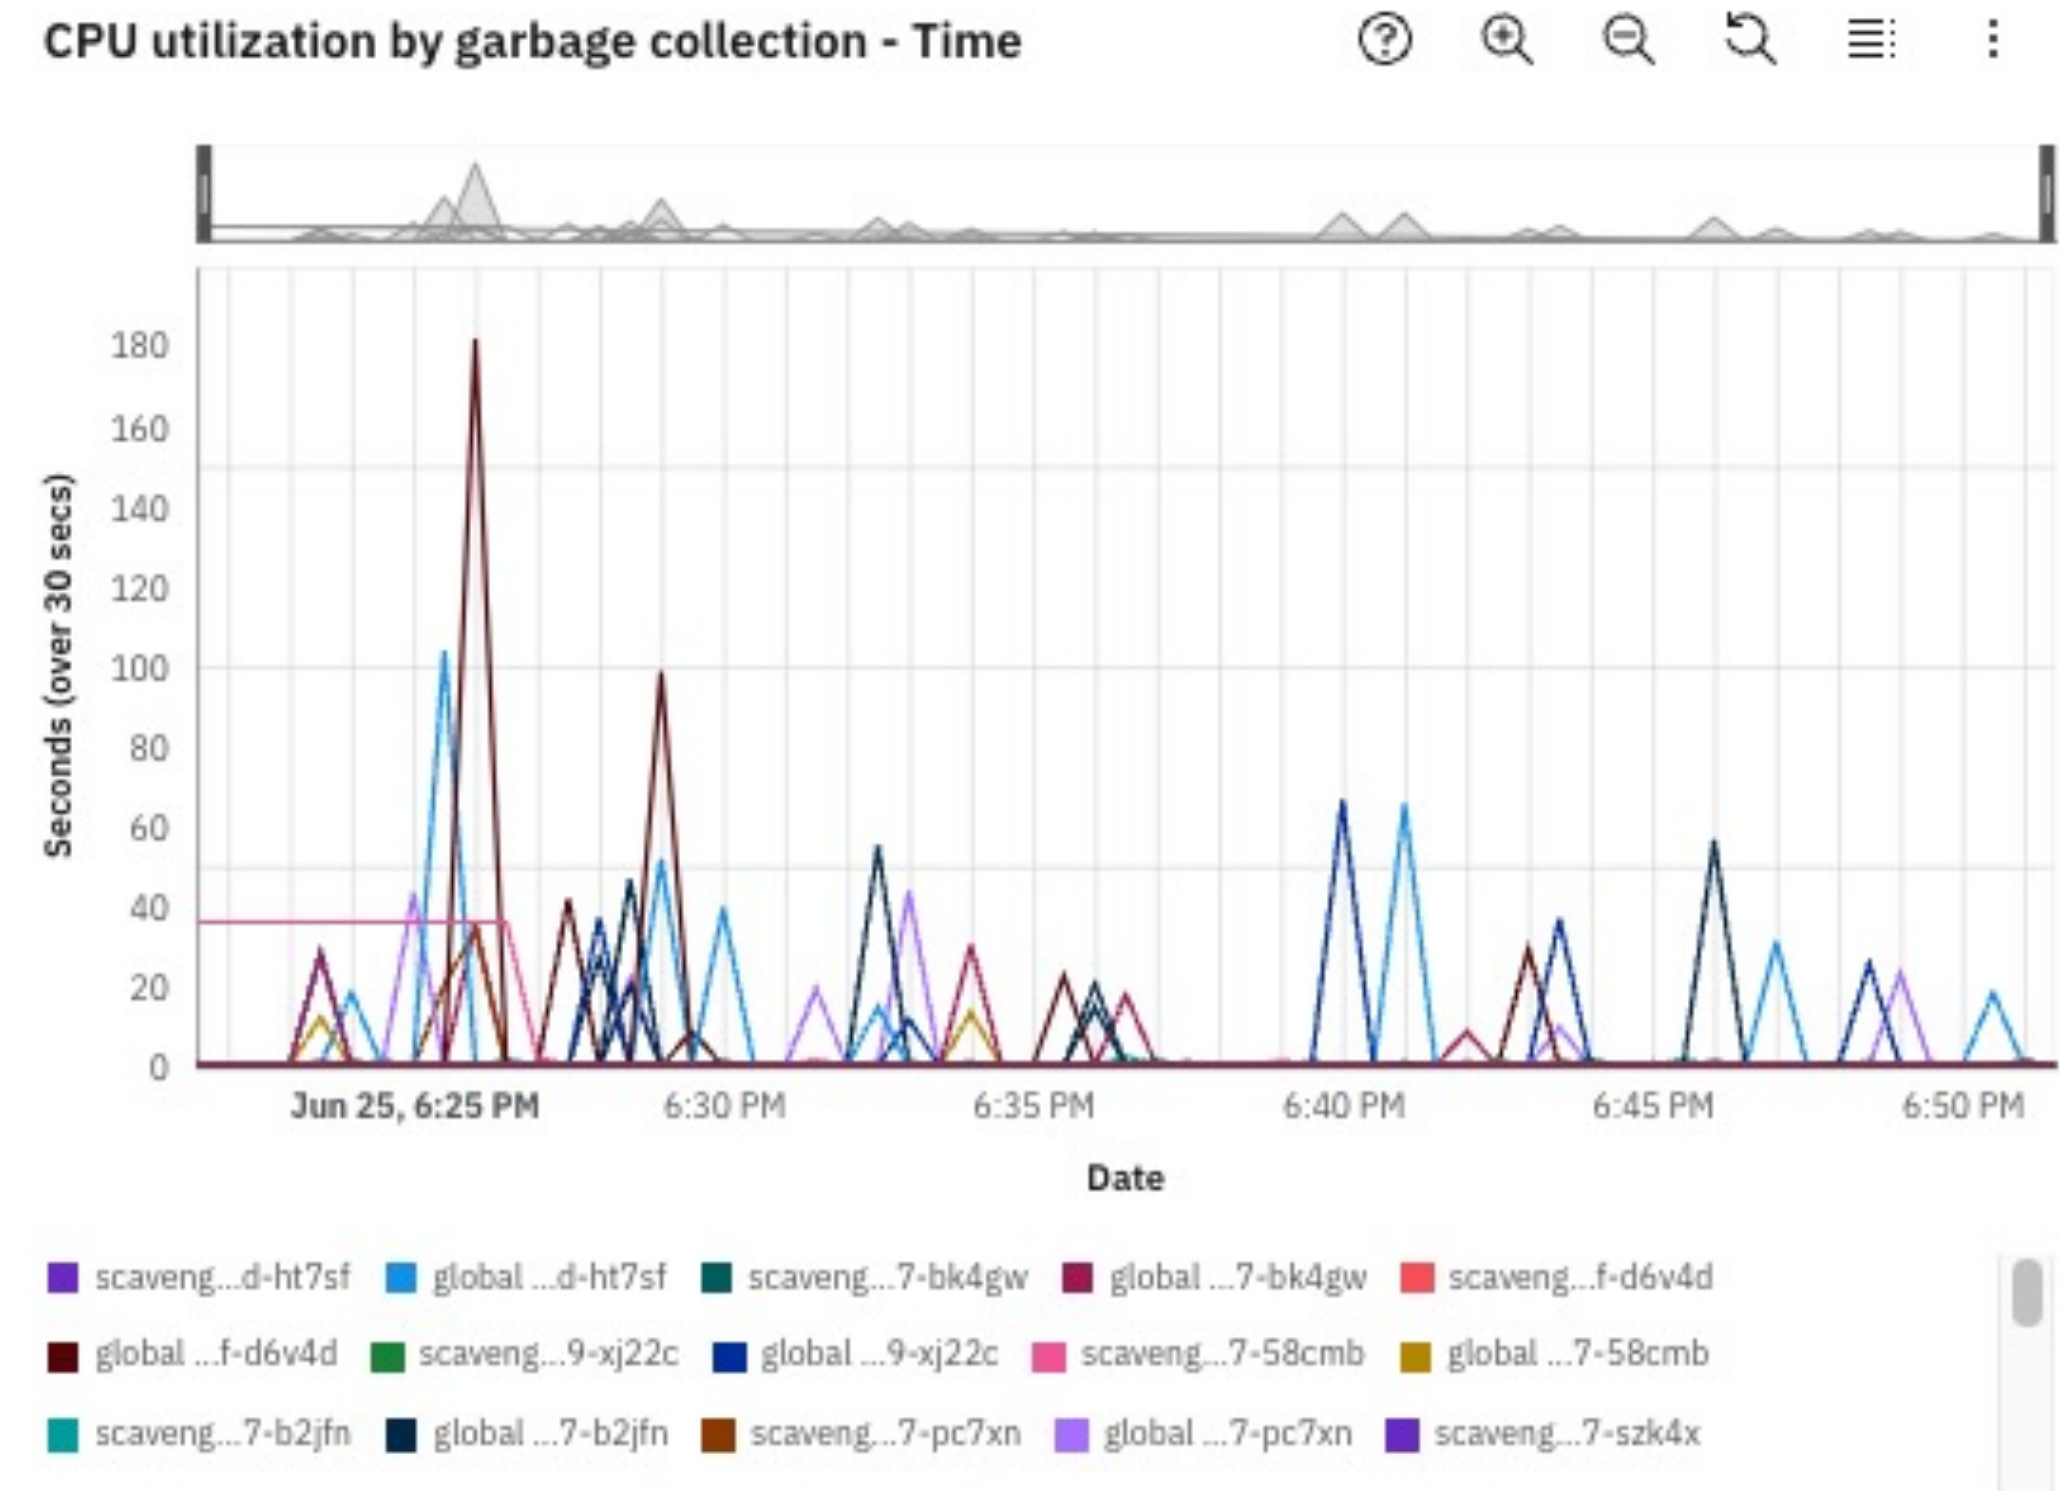 CPU utilization by garbage collection - Time
180
160
140
120
100
80
60
40
20
0
Seconds (over 30 secs)
Jun 25, 6:25 PM 6:30 PM 6:35 PM 6:40 PM 6:45 PM 6:50 PM
Date
scaveng...d-ht7sf global ...d-ht7sf scaveng...7-bk4gw global ...7-bk4gw scaveng...f-d6v4d
global ...f-d6v4d scaveng...9-xj22c global ...9-xj22c scaveng...7-58cmb global ...7-58cmb
scaveng...7-b2jfn global ...7-b2jfn scaveng...7-pc7xn global ...7-pc7xn scaveng...7-szk4x